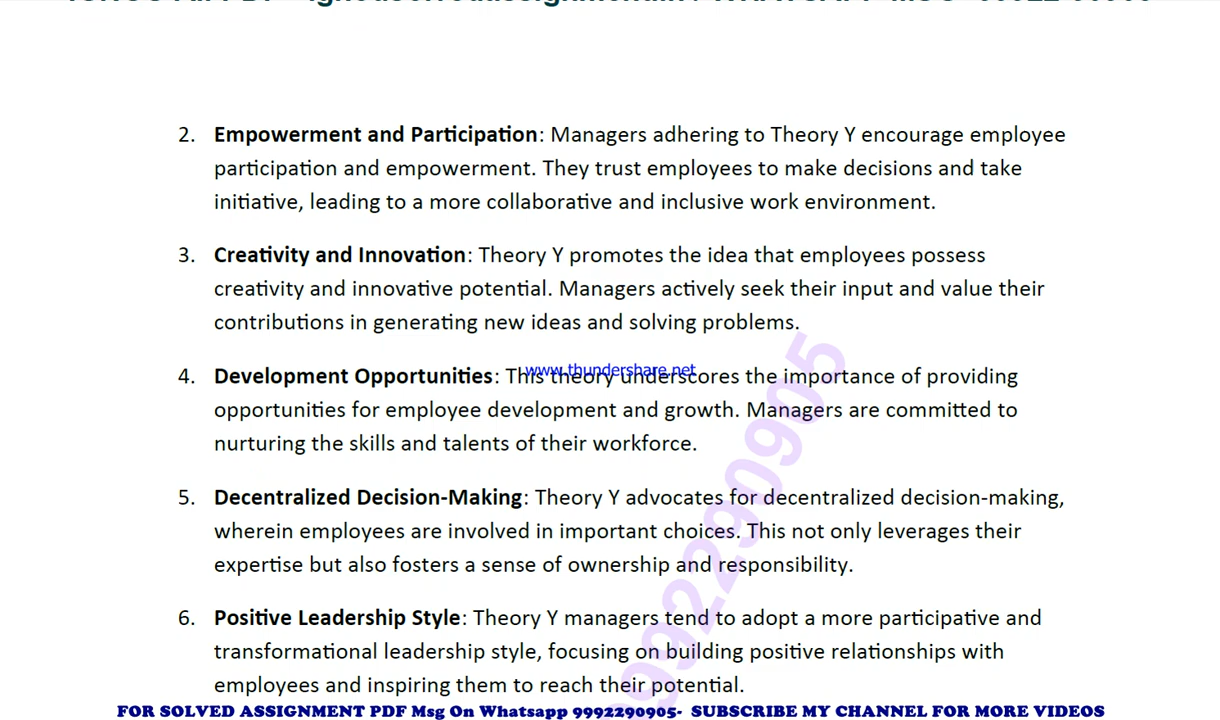 2. Empowerment and Participation: Managers adhering to Theory Y encourage employee
participation and empowerment. They trust employees to make decisions and take
initiative, leading to a more collaborative and inclusive work environment.
3. Creativity and Innovation: Theory Y promotes the idea that employees possess
creativity and innovative potential. Managers actively seek their input and value their
contributions in generating new ideas and solving problems.
www.thundershare.net
4. Development Opportunities: This theory underscores the importance of providing
opportunities for employee development and growth. Managers are committed to
nurturing the skills and talents of their workforce.
5. Decentralized Decision-Making: Theory Y advocates for decentralized decision-making,
wherein employees are involved in important choices. This not only leverages their
expertise but also fosters a sense of ownership and responsibility.
6. Positive Leadership Style: Theory Y managers tend to adopt a more participative and
transformational leadership style, focusing on building positive relationships with
employees and inspiring them to reach their potential.
9992290905
FOR SOLVED ASSIGNMENT PDF Msg On Whatsapp 9992290905- SUBSCRIBE MY CHANNEL FOR MORE VIDEOS